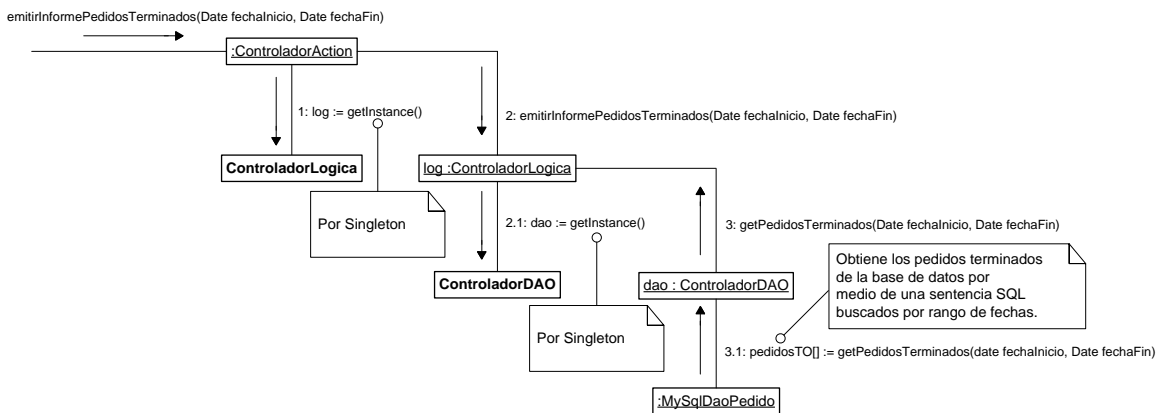 emitirInformePedidosTerminados(Date fechaInicio, Date fechaFin)
:ControladorAction
1: log := getInstance()
2: emitirInformePedidosTerminados(Date fechaInicio, Date fechaFin)
ControladorLogica
log :ControladorLogica
Por Singleton
2.1: dao := getInstance()
3: getPedidosTerminados(Date fechaInicio, Date fechaFin)
Obtiene los pedidos terminados
de la base de datos por
medio de una sentencia SQL
buscados por rango de fechas.
ControladorDAO
dao : ControladorDAO
Por Singleton
3.1: pedidosTO[] := getPedidosTerminados(date fechaInicio, Date fechaFin)
:MySqlDaoPedido